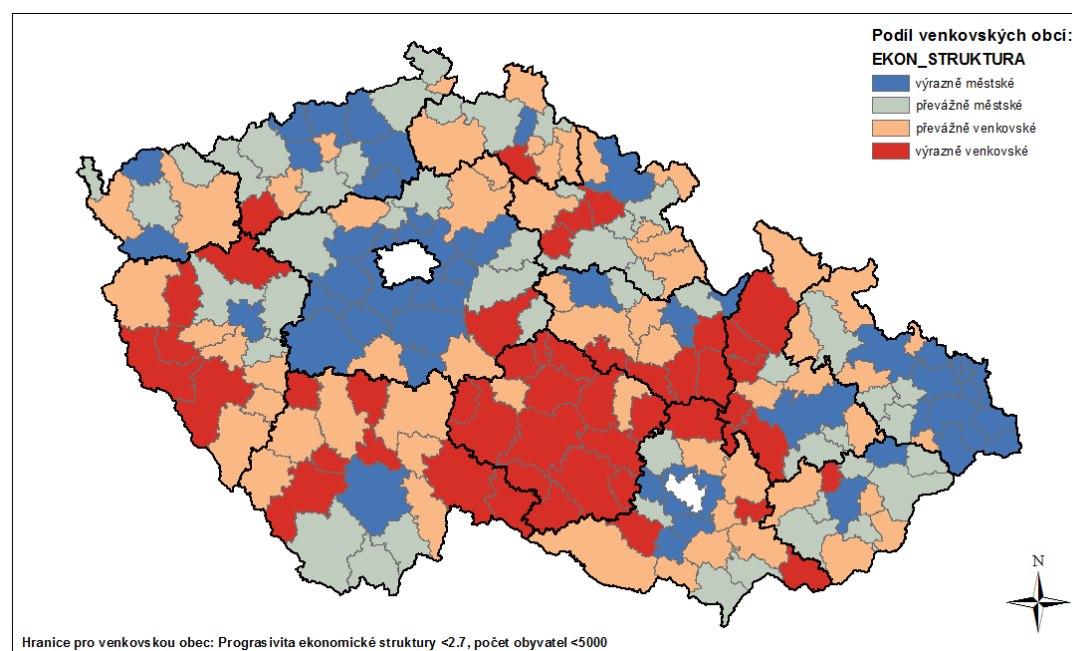 Podíl venkovských obcí:
EKON_STRUKTURA
výrazně městské
převážně městské
převážně venkovské
výrazně venkovské
N
Hranice pro venkovskou obec: Prograsivita ekonomické struktury <2.7, počet obyvatel <5000